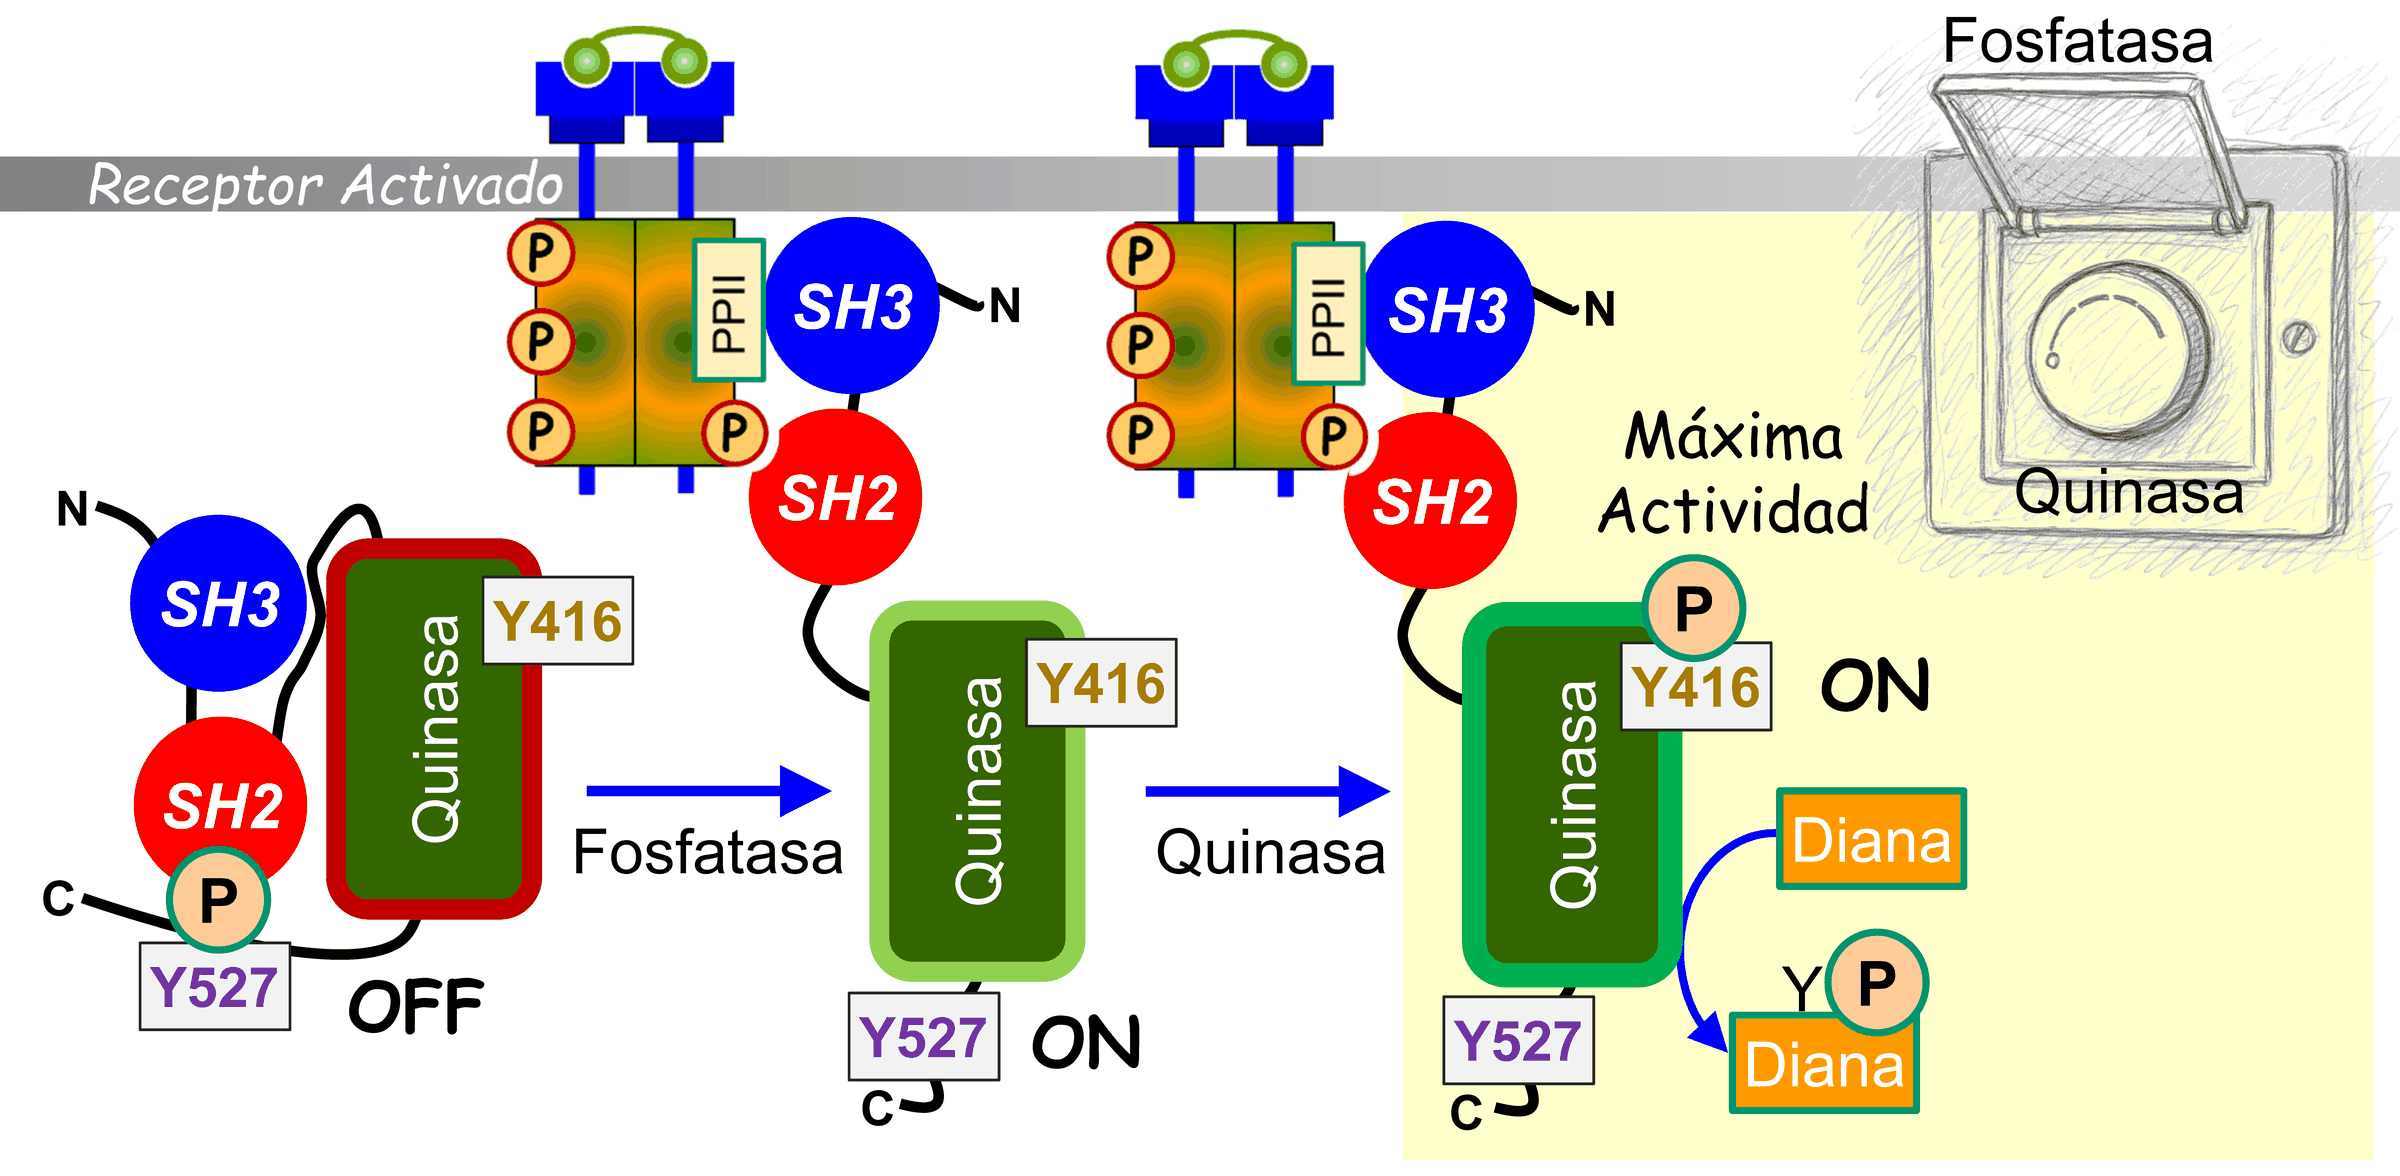 Fosfatasa
Receptor Activado
P
P
P
P
PPII
SH3
N
SH2
P
P
P
P
PPII
SH3
N
SH2
Máxima
Actividad
Quinasa
N
SH3
SH2
P
C
Y527
Quinasa
Y416
OFF
Fosfatasa
Quinasa
Y416
Y527
C
ON
Quinasa
Quinasa
P
Y416
ON
Y527
C
Diana
Y
P
Diana